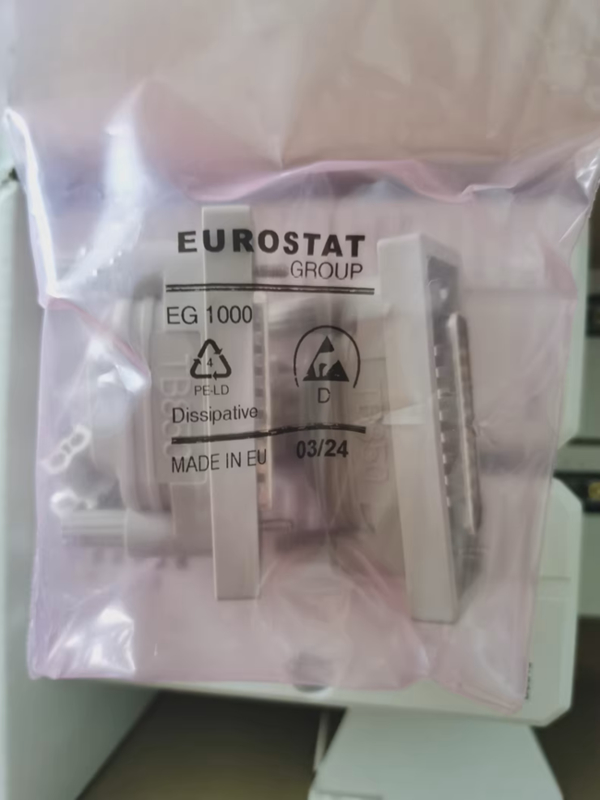 EUROSTAT
GROUP
EG 1000
4
PE-LD
D
Dissipative
MADE IN EU 03/24